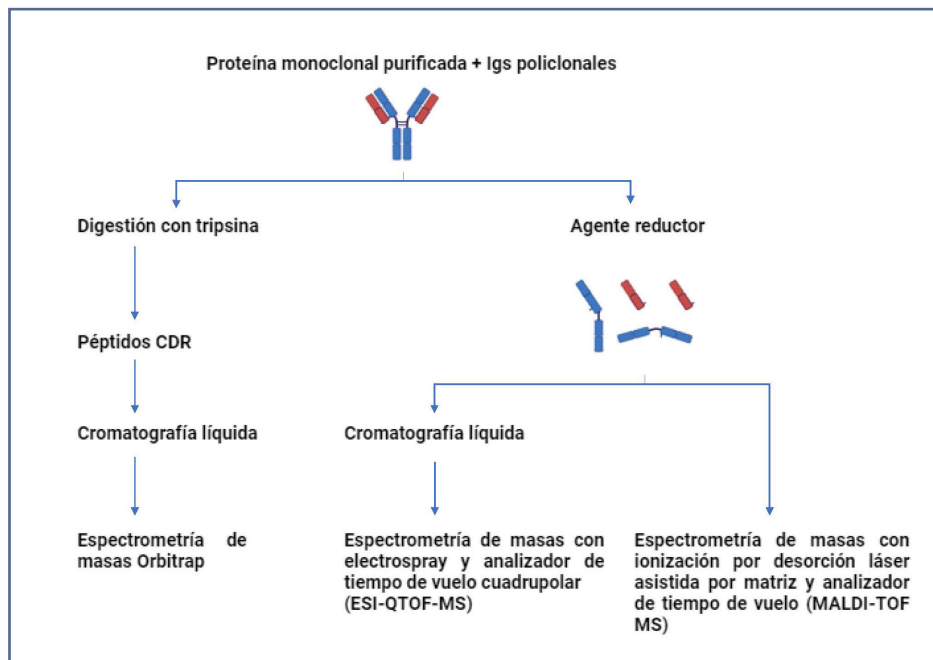 Proteína monoclonal purificada + Igs policlonales
Digestión con tripsina
Agente reductor
Péptidos CDR
Cromatografía líquida
Cromatografía líquida
Espectrometría de
masas Orbitrap
Espectrometría de masas con
electrospray y analizador de
tiempo de vuelo cuadrupolar
(ESI-QTOF-MS)
Espectrometría de masas con
ionización por desorción láser
asistida por matriz y analizador
de tiempo de vuelo (MALDI-TOF
MS)